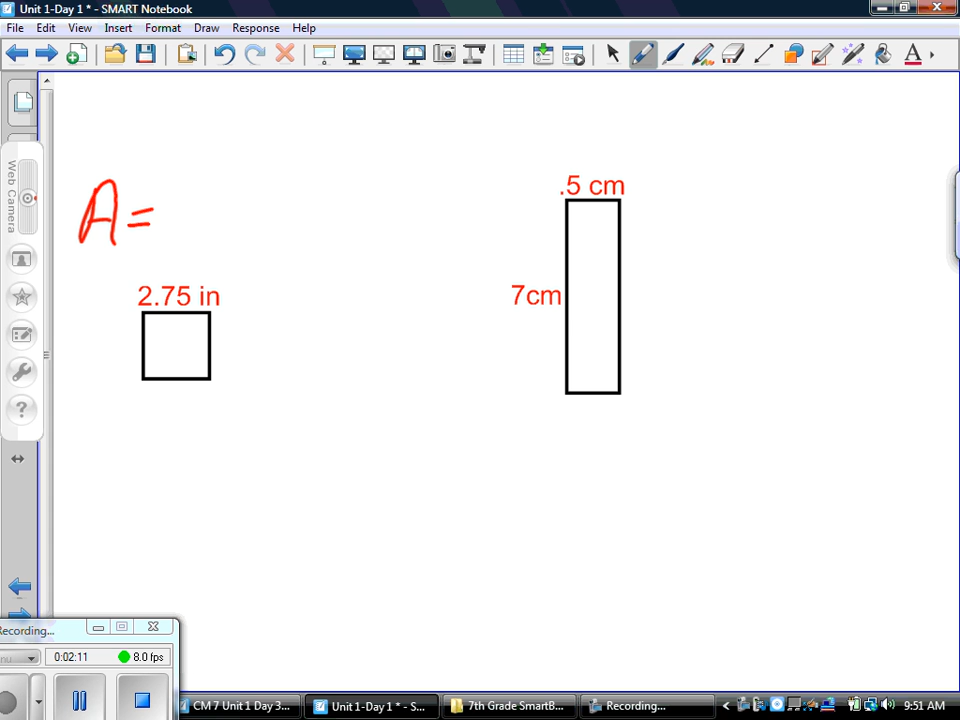 Unit 1-Day 1 * - SMART Notebook
File Edit View Insert Format Draw Response Help
A
Web Camera
A=
.5 cm
2.75 in
7cm
?
Recording...
0:02:11 8.0 fps
CM 7 Unit 1 Day 3... Unit 1-Day 1 * - S... 7th Grade SmartB... Recording... 9:51 AM